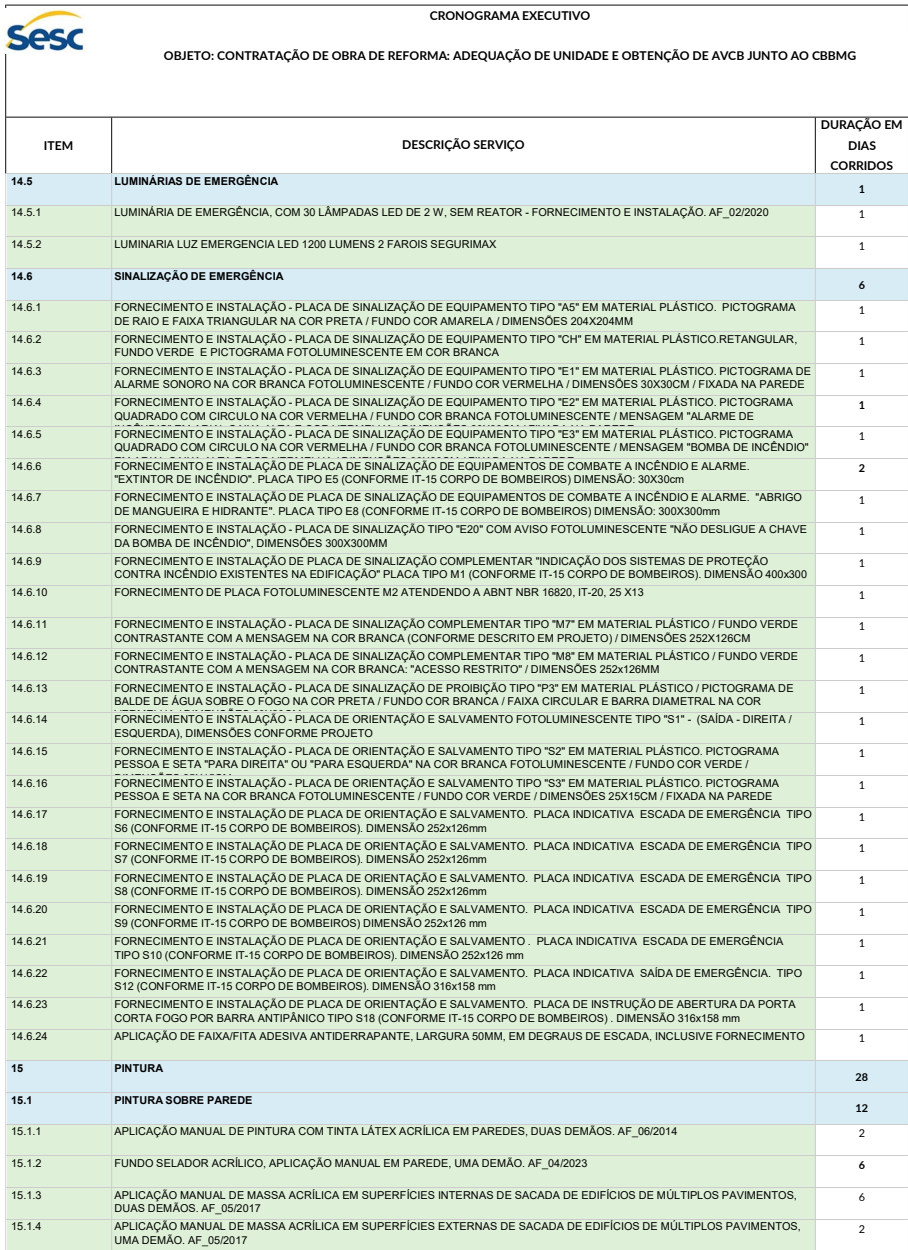 Sesc
CRONOGRAMA EXECUTIVO
OBJETO: CONTRATAÇÃO DE OBRA DE REFORMA: ADEQUAÇÃO DE UNIDADE E OBTENÇÃO DE AVCB JUNTO AO CBBMG
ITEM DESCRIÇÃO SERVIÇO DURAÇÃO EM
DIAS
CORRIDOS
14.5 LUMINÁRIAS DE EMERGÊNCIA 1
14.5.1 LUMINÁRIA DE EMERGÊNCIA, COM 30 LÂMPADAS LED DE 2 W, SEM REATOR - FORNECIMENTO E INSTALAÇÃO. AF_02/2020 1
14.5.2 LUMINARIA LUZ EMERGENCIA LED 1200 LUMENS 2 FAROIS SEGURIMAX 1
14.6 SINALIZAÇÃO DE EMERGÊNCIA 6
14.6.1 FORNECIMENTO E INSTALAÇÃO - PLACA DE SINALIZAÇÃO DE EQUIPAMENTO TIPO "A5" EM MATERIAL PLÁSTICO. PICTOGRAMA 1
DE RAIO E FAIXA TRIANGULAR NA COR PRETA / FUNDO COR AMARELA / DIMENSÕES 204X204MM
14.6.2 FORNECIMENTO E INSTALAÇÃO - PLACA DE SINALIZAÇÃO DE EQUIPAMENTO TIPO "CH" EM MATERIAL PLÁSTICO.RETANGULAR, 1
FUNDO VERDE E PICTOGRAMA FOTOLUMINESCENTE EM COR BRANCA
14.6.3 FORNECIMENTO E INSTALAÇÃO - PLACA DE SINALIZAÇÃO DE EQUIPAMENTO TIPO "E1" EM MATERIAL PLÁSTICO. PICTOGRAMA DE 1
ALARME SONORO NA COR BRANCA FOTOLUMINESCENTE / FUNDO COR VERMELHA / DIMENSÕES 30X30CM / FIXADA NA PAREDE
14.6.4 FORNECIMENTO E INSTALAÇÃO - PLACA DE SINALIZAÇÃO DE EQUIPAMENTO TIPO "E2" EM MATERIAL PLÁSTICO. PICTOGRAMA 1
QUADRADO COM CIRCULO NA COR VERMELHA / FUNDO COR BRANCA FOTOLUMINESCENTE / MENSAGEM "ALARME DE
14.6.5 FORNECIMENTO E INSTALAÇÃO - PLACA DE SINALIZAÇÃO DE EQUIPAMENTO TIPO "E3" EM MATERIAL PLÁSTICO. PICTOGRAMA 1
QUADRADO COM CIRCULO NA COR VERMELHA / FUNDO COR BRANCA FOTOLUMINESCENTE / MENSAGEM "BOMBA DE INCÊNDIO"
14.6.6 FORNECIMENTO E INSTALAÇÃO DE PLACA DE SINALIZAÇÃO DE EQUIPAMENTOS DE COMBATE A INCÊNDIO E ALARME. 2
"EXTINTOR DE INCÊNDIO". PLACA TIPO E5 (CONFORME IT-15 CORPO DE BOMBEIROS) DIMENSÃO: 30X30cm
14.6.7 FORNECIMENTO E INSTALAÇÃO DE PLACA DE SINALIZAÇÃO DE EQUIPAMENTOS DE COMBATE A INCÊNDIO E ALARME. "ABRIGO 1
DE MANGUEIRA E HIDRANTE". PLACA TIPO E8 (CONFORME IT-15 CORPO DE BOMBEIROS) DIMENSÃO: 300X300mm
14.6.8 FORNECIMENTO E INSTALAÇÃO - PLACA DE SINALIZAÇÃO TIPO "E20" COM AVISO FOTOLUMINESCENTE "NÃO DESLIGUE A CHAVE 1
DA BOMBA DE INCÊNDIO", DIMENSÕES 300X300MM
14.6.9 FORNECIMENTO E INSTALAÇÃO DE PLACA DE SINALIZAÇÃO COMPLEMENTAR "INDICAÇÃO DOS SISTEMAS DE PROTEÇÃO 1
CONTRA INCÊNDIO EXISTENTES NA EDIFICAÇÃO" PLACA TIPO M1 (CONFORME IT-15 CORPO DE BOMBEIROS). DIMENSÃO 400x300
14.6.10 FORNECIMENTO DE PLACA FOTOLUMINESCENTE M2 ATENDENDO A ABNT NBR 16820, IT-20, 25 X13 1
14.6.11 FORNECIMENTO E INSTALAÇÃO - PLACA DE SINALIZAÇÃO COMPLEMENTAR TIPO "M7" EM MATERIAL PLÁSTICO / FUNDO VERDE 1
CONTRASTANTE COM A MENSAGEM NA COR BRANCA (CONFORME DESCRITO EM PROJETO) / DIMENSÕES 252X126CM
14.6.12 FORNECIMENTO E INSTALAÇÃO - PLACA DE SINALIZAÇÃO COMPLEMENTAR TIPO "M8" EM MATERIAL PLÁSTICO / FUNDO VERDE 1
CONTRASTANTE COM A MENSAGEM NA COR BRANCA: "ACESSO RESTRITO" / DIMENSÕES 252x126MM
14.6.13 FORNECIMENTO E INSTALAÇÃO - PLACA DE SINALIZAÇÃO DE PROIBIÇÃO TIPO "P3" EM MATERIAL PLÁSTICO / PICTOGRAMA DE 1
BALDE DE ÁGUA SOBRE O FOGO NA COR PRETA / FUNDO COR BRANCA / FAIXA CIRCULAR E BARRA DIAMETRAL NA COR
14.6.14 FORNECIMENTO E INSTALAÇÃO - PLACA DE ORIENTAÇÃO E SALVAMENTO FOTOLUMINESCENTE TIPO "S1" - (SAÍDA - DIREITA / 1
ESQUERDA), DIMENSÕES CONFORME PROJETO
14.6.15 FORNECIMENTO E INSTALAÇÃO - PLACA DE ORIENTAÇÃO E SALVAMENTO TIPO "S2" EM MATERIAL PLÁSTICO. PICTOGRAMA 1
PESSOA E SETA "PARA DIREITA" OU "PARA ESQUERDA" NA COR BRANCA FOTOLUMINESCENTE / FUNDO COR VERDE /
14.6.16 FORNECIMENTO E INSTALAÇÃO - PLACA DE ORIENTAÇÃO E SALVAMENTO TIPO "S3" EM MATERIAL PLÁSTICO. PICTOGRAMA 1
PESSOA E SETA NA COR BRANCA FOTOLUMINESCENTE / FUNDO COR VERDE / DIMENSÕES 25X15CM / FIXADA NA PAREDE
14.6.17 FORNECIMENTO E INSTALAÇÃO DE PLACA DE ORIENTAÇÃO E SALVAMENTO. PLACA INDICATIVA ESCADA DE EMERGÊNCIA TIPO 1
S6 (CONFORME IT-15 CORPO DE BOMBEIROS). DIMENSÃO 252x126mm
14.6.18 FORNECIMENTO E INSTALAÇÃO DE PLACA DE ORIENTAÇÃO E SALVAMENTO. PLACA INDICATIVA ESCADA DE EMERGÊNCIA TIPO 1
S7 (CONFORME IT-15 CORPO DE BOMBEIROS). DIMENSÃO 252x126mm
14.6.19 FORNECIMENTO E INSTALAÇÃO DE PLACA DE ORIENTAÇÃO E SALVAMENTO. PLACA INDICATIVA ESCADA DE EMERGÊNCIA TIPO 1
S8 (CONFORME IT-15 CORPO DE BOMBEIROS). DIMENSÃO 252x126mm
14.6.20 FORNECIMENTO E INSTALAÇÃO DE PLACA DE ORIENTAÇÃO E SALVAMENTO. PLACA INDICATIVA ESCADA DE EMERGÊNCIA TIPO 1
S9 (CONFORME IT-15 CORPO DE BOMBEIROS) DIMENSÃO 252x126 mm
14.6.21 FORNECIMENTO E INSTALAÇÃO DE PLACA DE ORIENTAÇÃO E SALVAMENTO . PLACA INDICATIVA ESCADA DE EMERGÊNCIA 1
TIPO S10 (CONFORME IT-15 CORPO DE BOMBEIROS). DIMENSÃO 252x126 mm
14.6.22 FORNECIMENTO E INSTALAÇÃO DE PLACA DE ORIENTAÇÃO E SALVAMENTO. PLACA INDICATIVA SAÍDA DE EMERGÊNCIA. TIPO 1
S12 (CONFORME IT-15 CORPO DE BOMBEIROS). DIMENSÃO 316x158 mm
14.6.23 FORNECIMENTO E INSTALAÇÃO DE PLACA DE ORIENTAÇÃO E SALVAMENTO. PLACA DE INSTRUÇÃO DE ABERTURA DA PORTA 1
CORTA FOGO POR BARRA ANTIPÂNICO TIPO S18 (CONFORME IT-15 CORPO DE BOMBEIROS) . DIMENSÃO 316x158 mm
14.6.24 APLICAÇÃO DE FAIXA/FITA ADESIVA ANTIDERRAPANTE, LARGURA 50MM, EM DEGRAUS DE ESCADA, INCLUSIVE FORNECIMENTO 1
15 PINTURA 28
15.1 PINTURA SOBRE PAREDE 12
15.1.1 APLICAÇÃO MANUAL DE PINTURA COM TINTA LÁTEX ACRÍLICA EM PAREDES, DUAS DEMÃOS. AF_06/2014 2
15.1.2 FUNDO SELADOR ACRÍLICO, APLICAÇÃO MANUAL EM PAREDE, UMA DEMÃO. AF_04/2023 6
15.1.3 APLICAÇÃO MANUAL DE MASSA ACRÍLICA EM SUPERFÍCIES INTERNAS DE SACADA DE EDIFÍCIOS DE MÚLTIPLOS PAVIMENTOS, 6
DUAS DEMÃOS. AF_05/2017
15.1.4 APLICAÇÃO MANUAL DE MASSA ACRÍLICA EM SUPERFÍCIES EXTERNAS DE SACADA DE EDIFÍCIOS DE MÚLTIPLOS PAVIMENTOS, 2
UMA DEMÃO. AF_05/2017